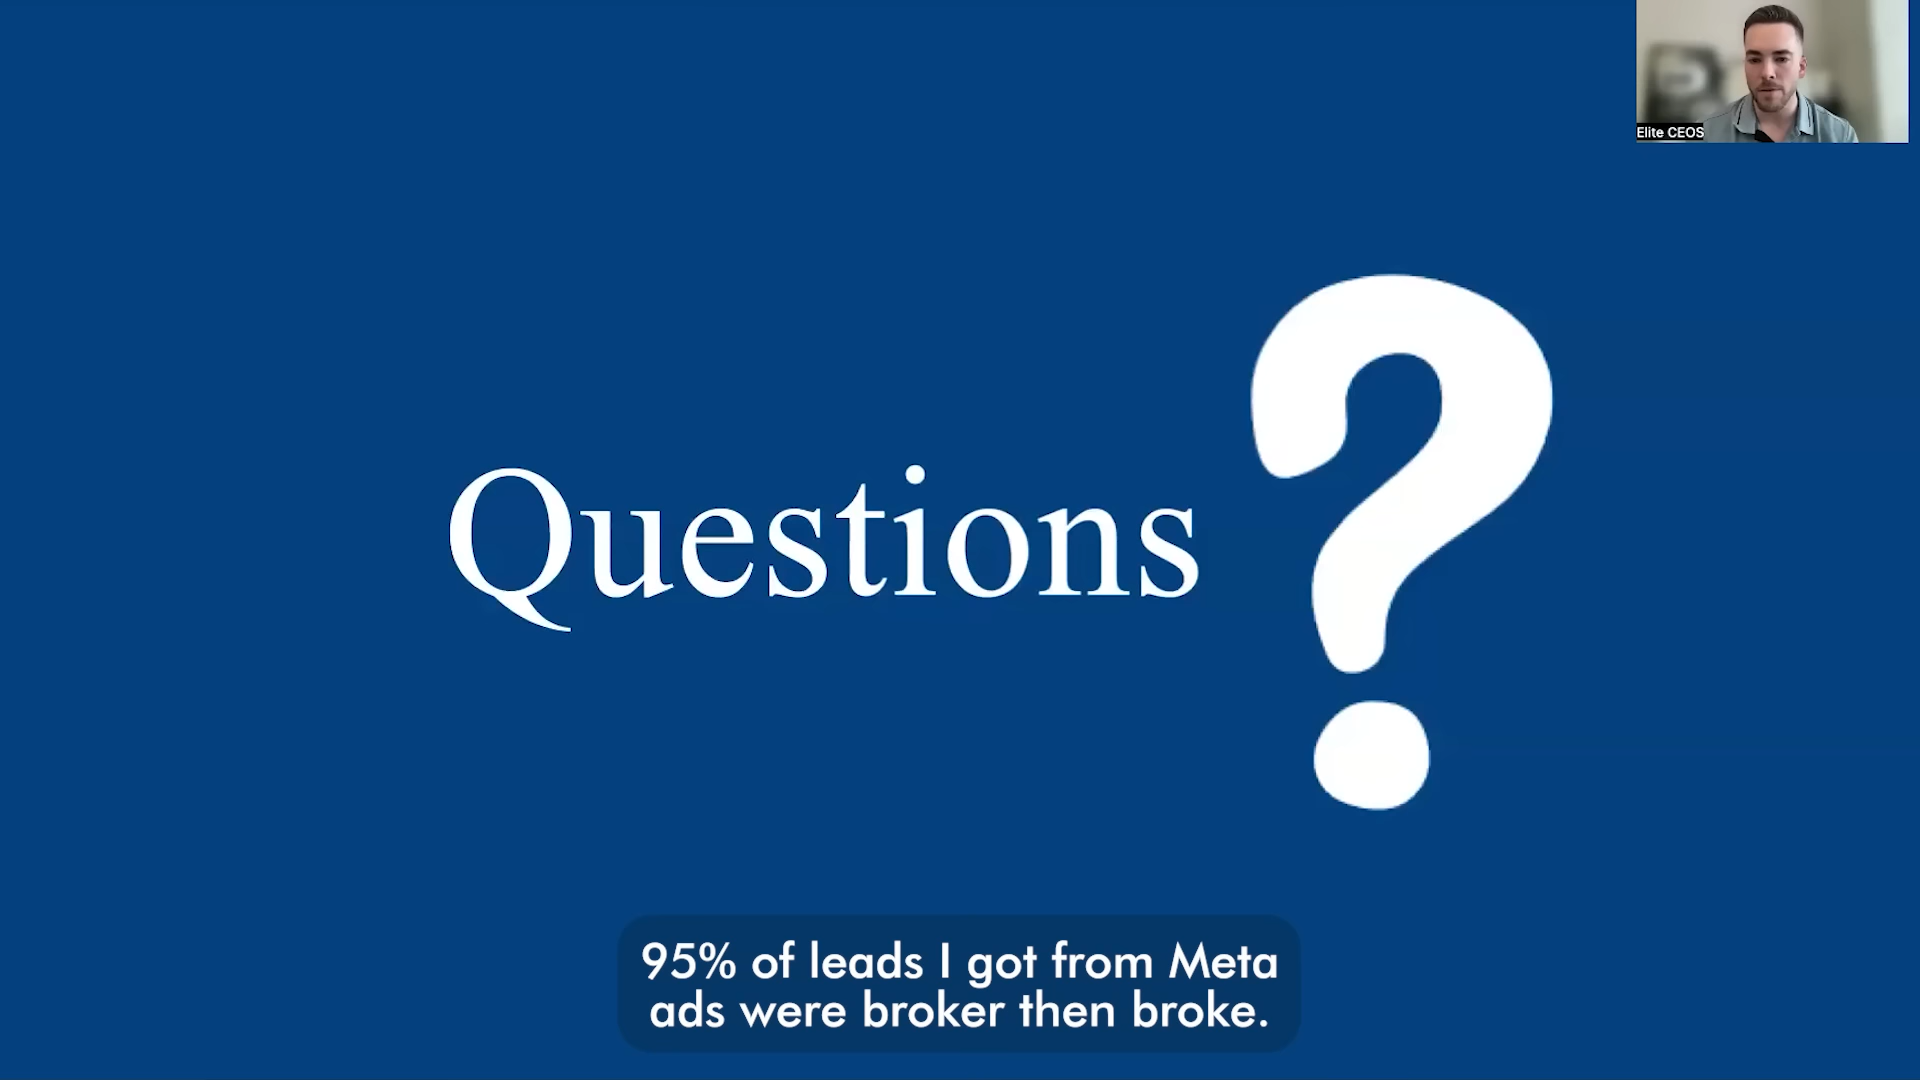 Elite CEOS
Questions ?
95% of leads I got from Meta
ads were broker then broke.